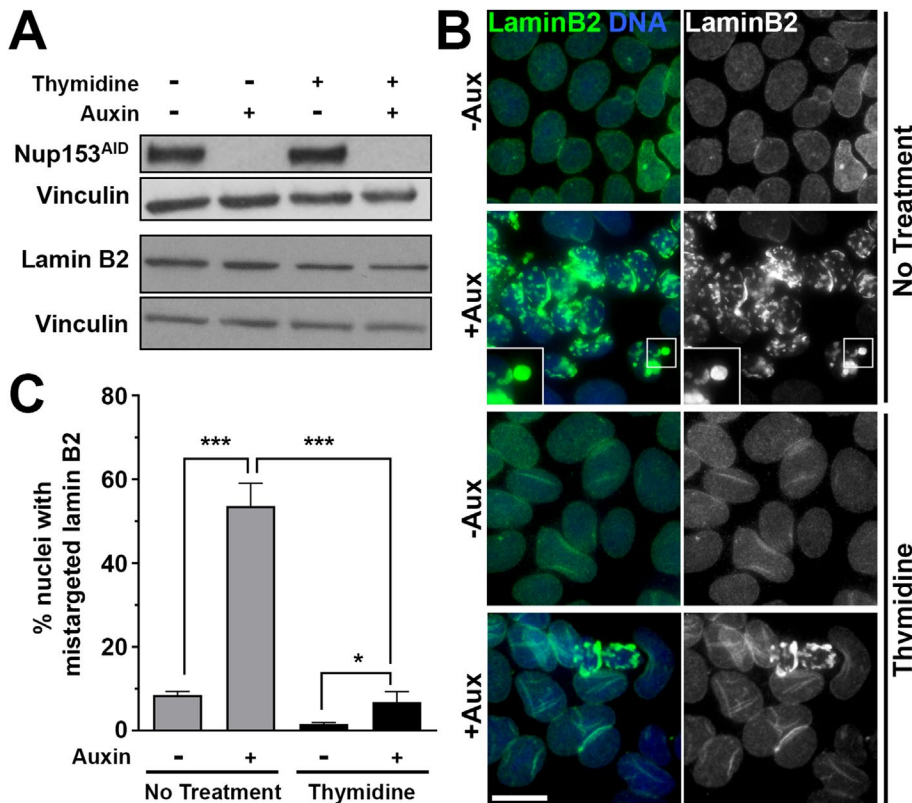 A
Thymidine - - + +
Auxin - + - +
Nup153AID
Vinculin
Lamin B2
Vinculin
B
LaminB2 DNA LaminB2
-Aux
+Aux
No Treatment
-Aux
+Aux
Thymidine
C
% nuclei with
mistargeted lamin B2
80
60
40
20
0
*** ***
*
Auxin - + - +
No Treatment Thymidine